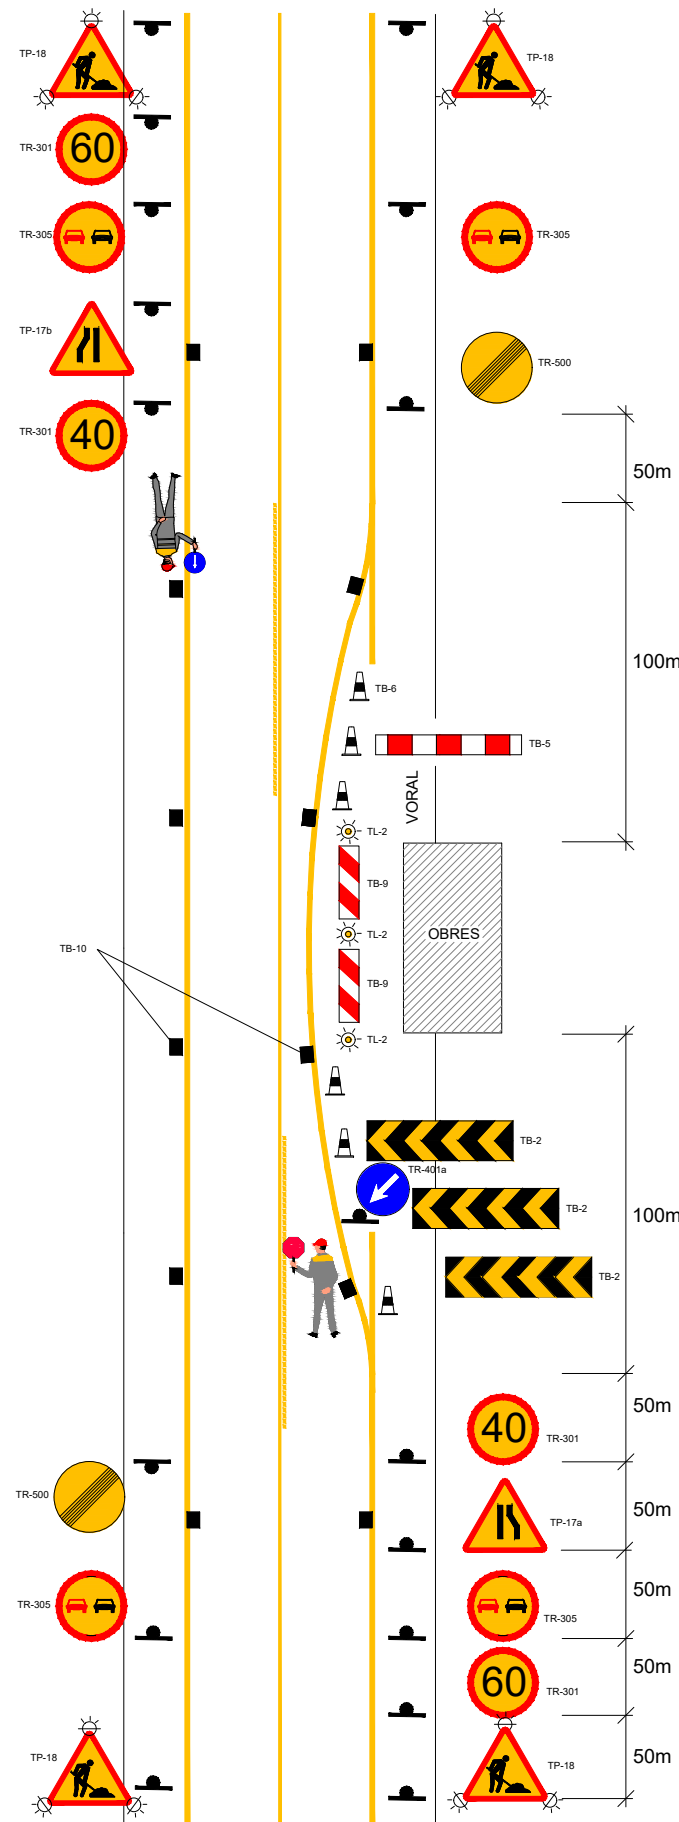 TP-18
TP-18
TR-301
60
TR-305
TR-305
TP-17b
TR-500
TR-301
40
50m
100m
TB-6
TB-5
VORAL
TL-2
TB-9
TL-2
OBRES
TB-10
TB-9
TL-2
TB-2
TR-401a
TB-2
100m
TB-2
50m
40
TR-301
TR-500
50m
TP-17a
50m
TR-305
TR-305
50m
60
TR-301
50m
TP-18
TP-18